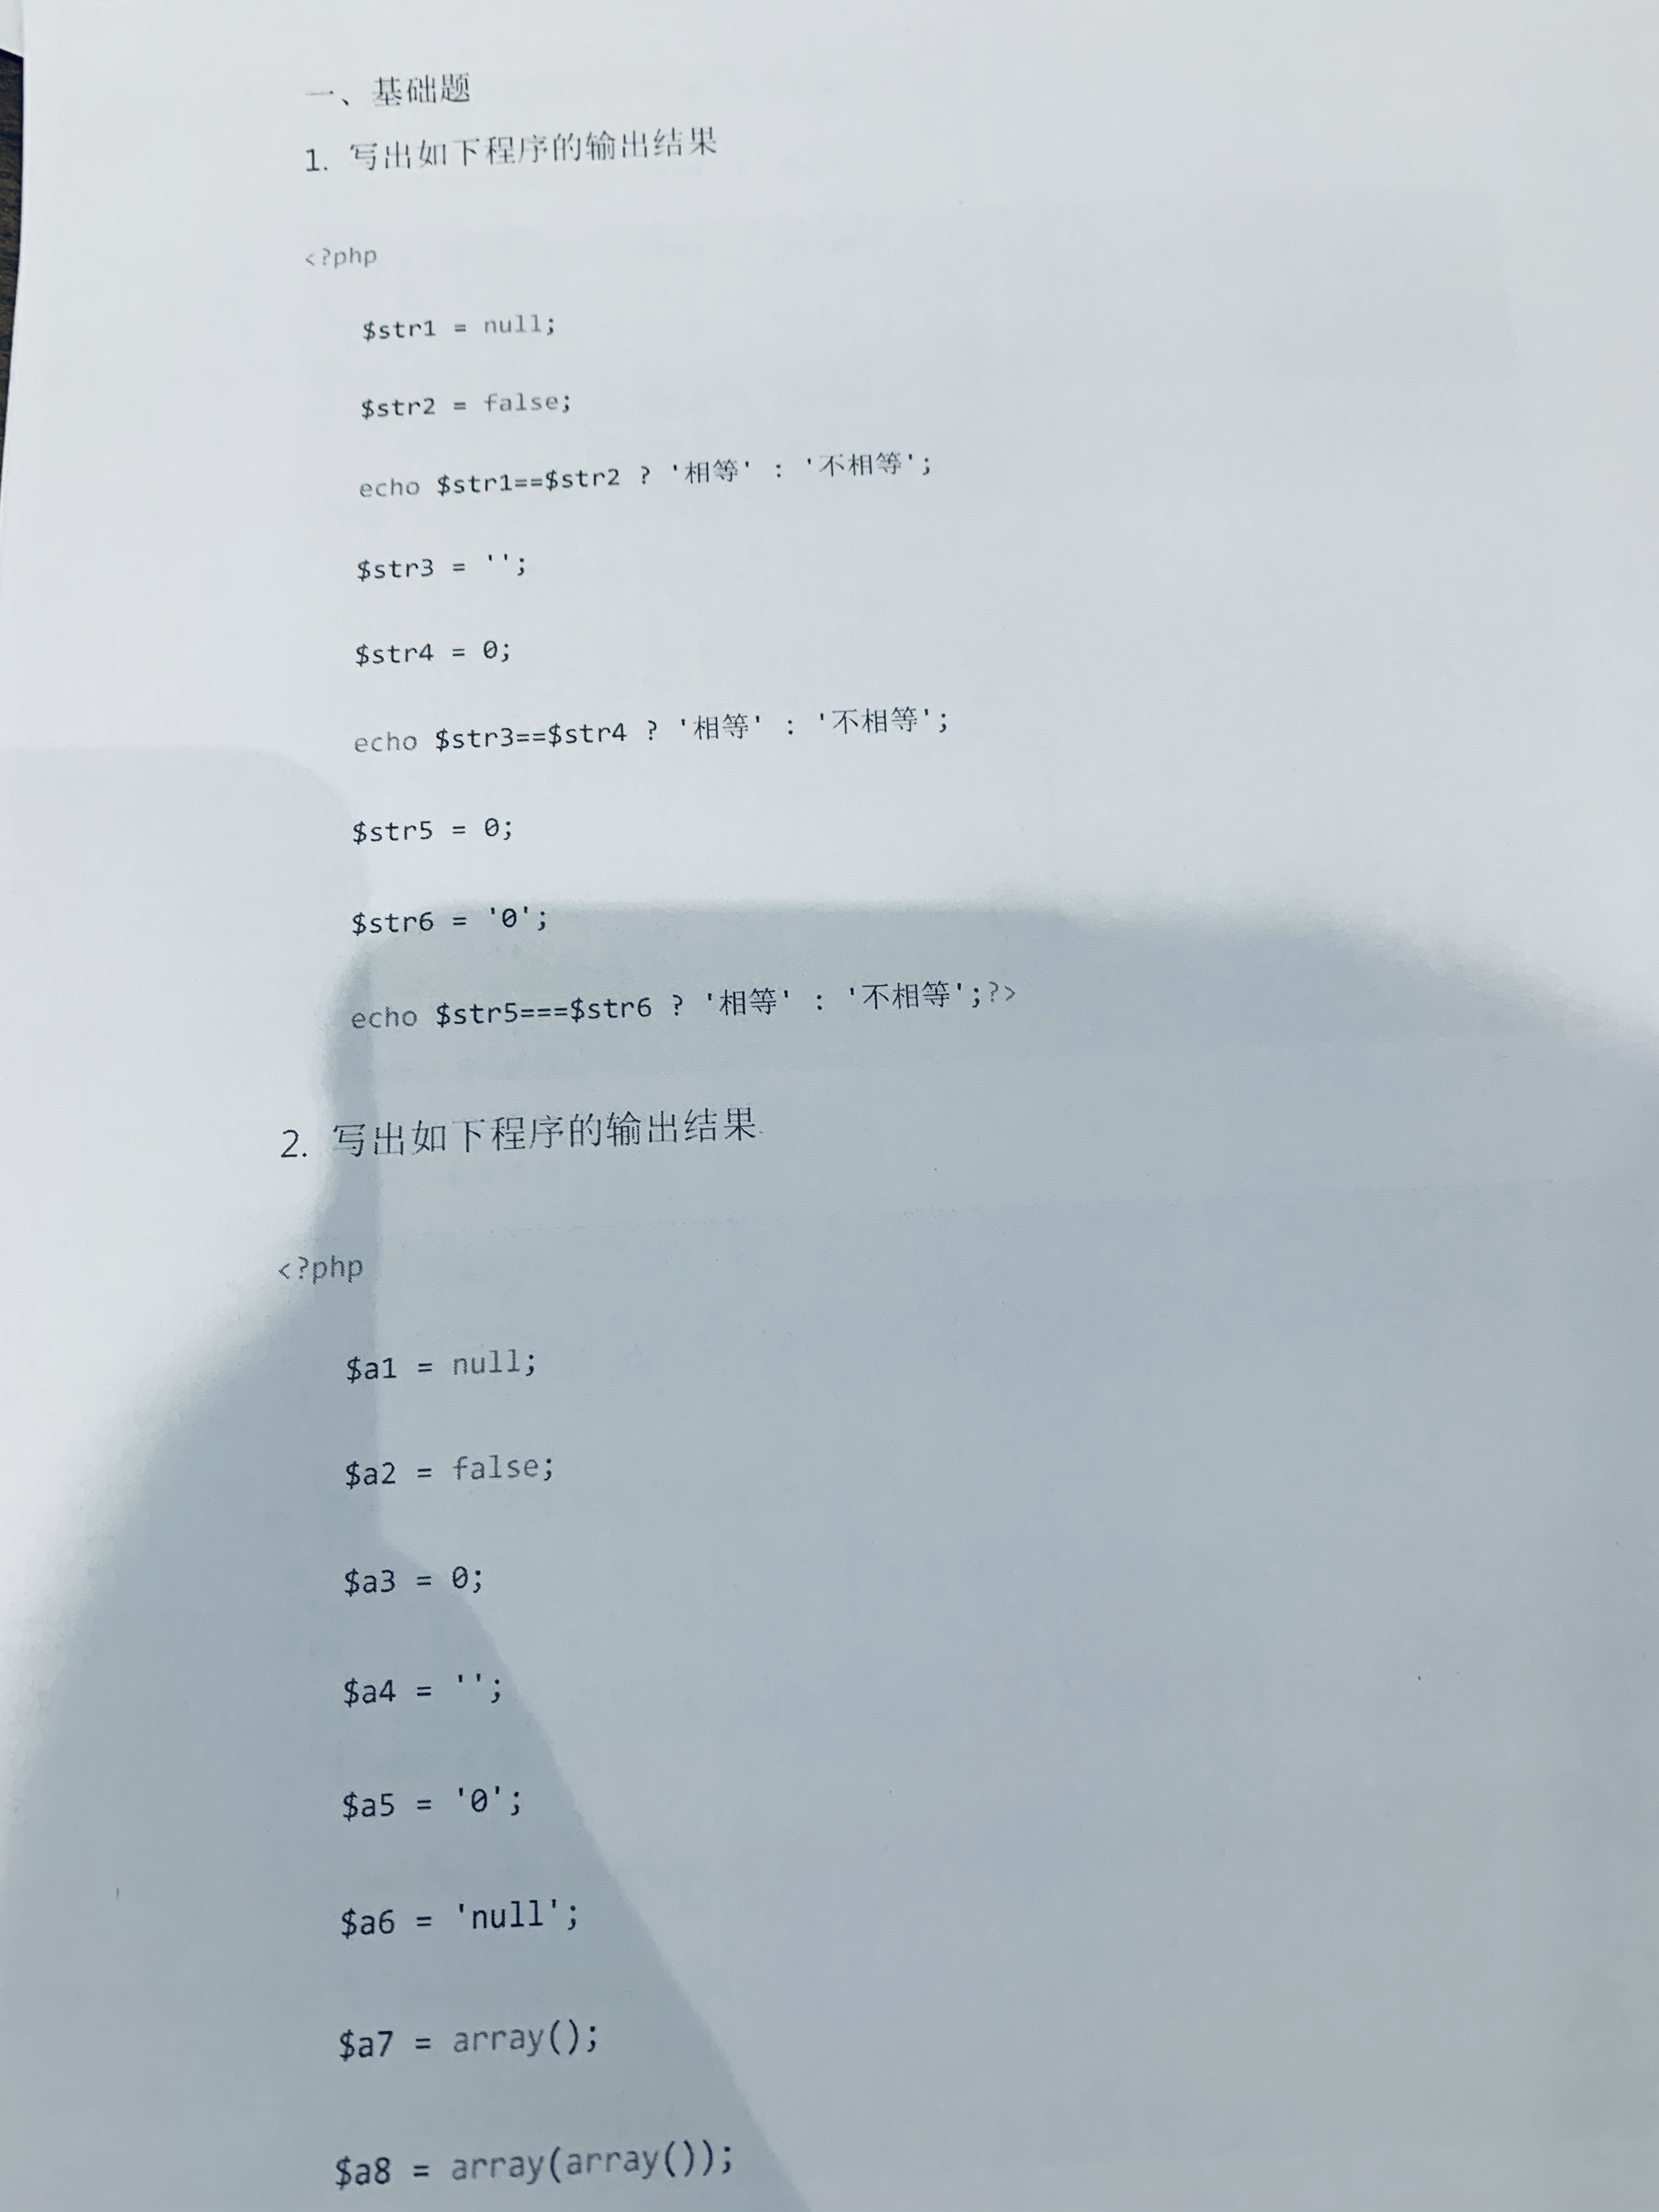 一、基础题
1. 写出如下程序的输出结果
<?php
$str1 = null;
$str2 = false;
echo $str1==$str2 ? '相等' : '不相等';
$str3 = '';
$str4 = 0;
echo $str3==$str4 ? '相等' : '不相等';
$str5 = 0;
$str6 = '0';
echo $str5===$str6 ? '相等' : '不相等';?>
2. 写出如下程序的输出结果
<?php
$a1 = null;
$a2 = false;
$a3 = 0;
$a4 = '';
$a5 = '0';
$a6 = 'null';
$a7 = array();
$a8 = array(array());